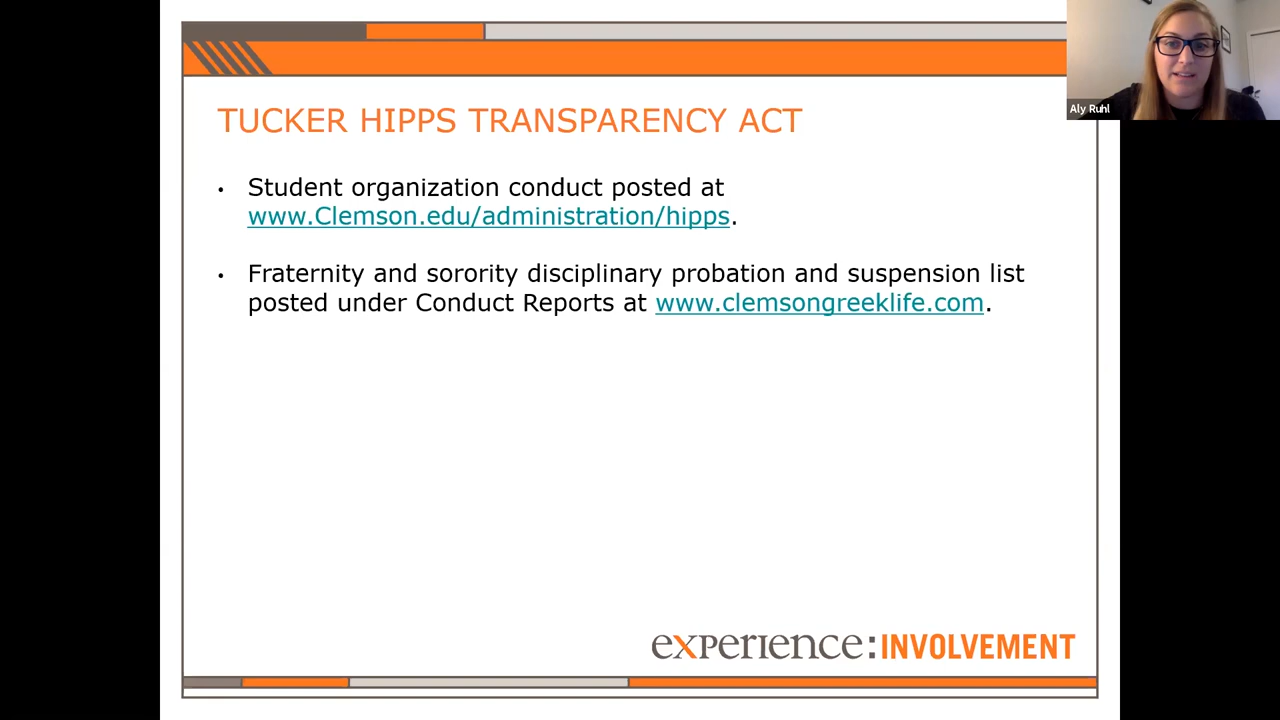 Aly Ruhl
TUCKER HIPPS TRANSPARENCY ACT
• Student organization conduct posted at
www.Clemson.edu/administration/hipps.
• Fraternity and sorority disciplinary probation and suspension list
posted under Conduct Reports at www.clemsongreeklife.com.
experience:INVOLVEMENT